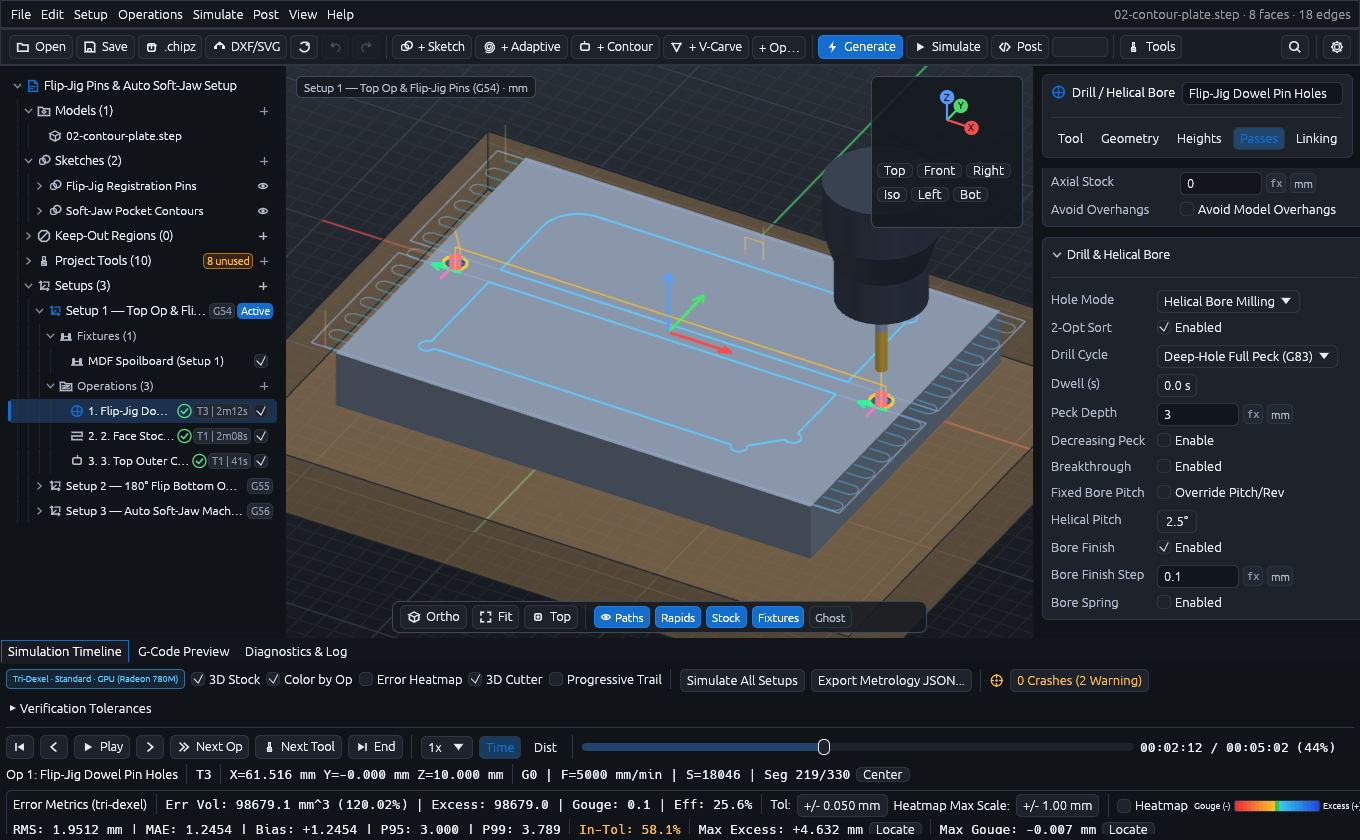 File Edit Setup Operations Simulate Post View Help
02-contour-plate.step · 8 faces · 18 edges
Open Save .chipz DXF/SVG + Sketch + Adaptive + Contour + V-Carve + Op... Generate Simulate Post Tools
Flip-Jig Pins & Auto Soft-Jaw Setup
Models (1) +
02-contour-plate.step
Sketches (2) +
Flip-Jig Registration Pins
Soft-Jaw Pocket Contours
Keep-Out Regions (0) +
Project Tools (10) 8 unused +
Setups (3) +
Setup 1 — Top Op & Fli... G54 Active
Fixtures (1)
MDF Spoilboard (Setup 1)
Operations (3) +
1. Flip-Jig Do... T3 | 2m12s
2. 2. Face Stoc... T1 | 2m08s
3. 3. Top Outer C... T1 | 41s
Setup 2 — 180° Flip Bottom O... G55
Setup 3 — Auto Soft-Jaw Mach... G56
Setup 1 — Top Op & Flip-Jig Pins (G54) · mm
Z
Y
X
Top Front Right
Iso Left Bot
Ortho Fit Top Paths Rapids Stock Fixtures Ghost
Drill / Helical Bore Flip-Jig Dowel Pin Holes
Tool Geometry Heights Passes Linking
Axial Stock 0 fx mm
Avoid Overhangs Avoid Model Overhangs
Drill & Helical Bore
Hole Mode Helical Bore Milling
2-Opt Sort Enabled
Drill Cycle Deep-Hole Full Peck (G83)
Dwell (s) 0.0 s
Peck Depth 3 fx mm
Decreasing Peck Enable
Breakthrough Enabled
Fixed Bore Pitch Override Pitch/Rev
Helical Pitch 2.5°
Bore Finish Enabled
Bore Finish Step 0.1 fx mm
Bore Spring Enabled
Simulation Timeline G-Code Preview Diagnostics & Log
Tri-Dexel · Standard · GPU (Radeon 780M) 3D Stock Color by Op Error Heatmap 3D Cutter Progressive Trail Simulate All Setups Export Metrology JSON... 0 Crashes (2 Warning)
Verification Tolerances
Play Next Op Next Tool End 1x Time Dist 00:02:12 / 00:05:02 (44%)
Op 1: Flip-Jig Dowel Pin Holes T3 X=61.516 mm Y=-0.000 mm Z=10.000 mm G0 | F=5000 mm/min | S=18046 | Seg 219/330 Center
Error Metrics (tri-dexel) Err Vol: 98679.1 mm^3 (120.02%) | Excess: 98679.0 | Gouge: 0.1 | Eff: 25.6% Tol: +/- 0.050 mm Heatmap Max Scale: +/- 1.00 mm Heatmap Gouge (-) Excess (+)
RMS: 1.9512 mm | MAE: 1.2454 | Bias: +1.2454 | P95: 3.000 | P99: 3.789 In-Tol: 58.1% Max Excess: +4.632 mm Locate Max Gouge: -0.007 mm Locate